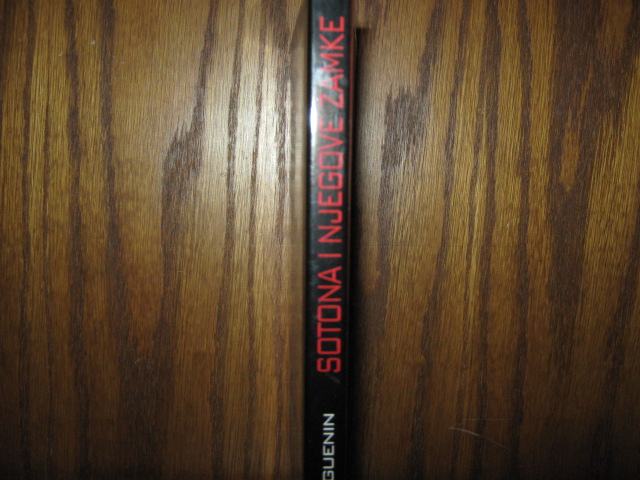 SOTONA I NJEGOVE ZAMKE
GUENIN